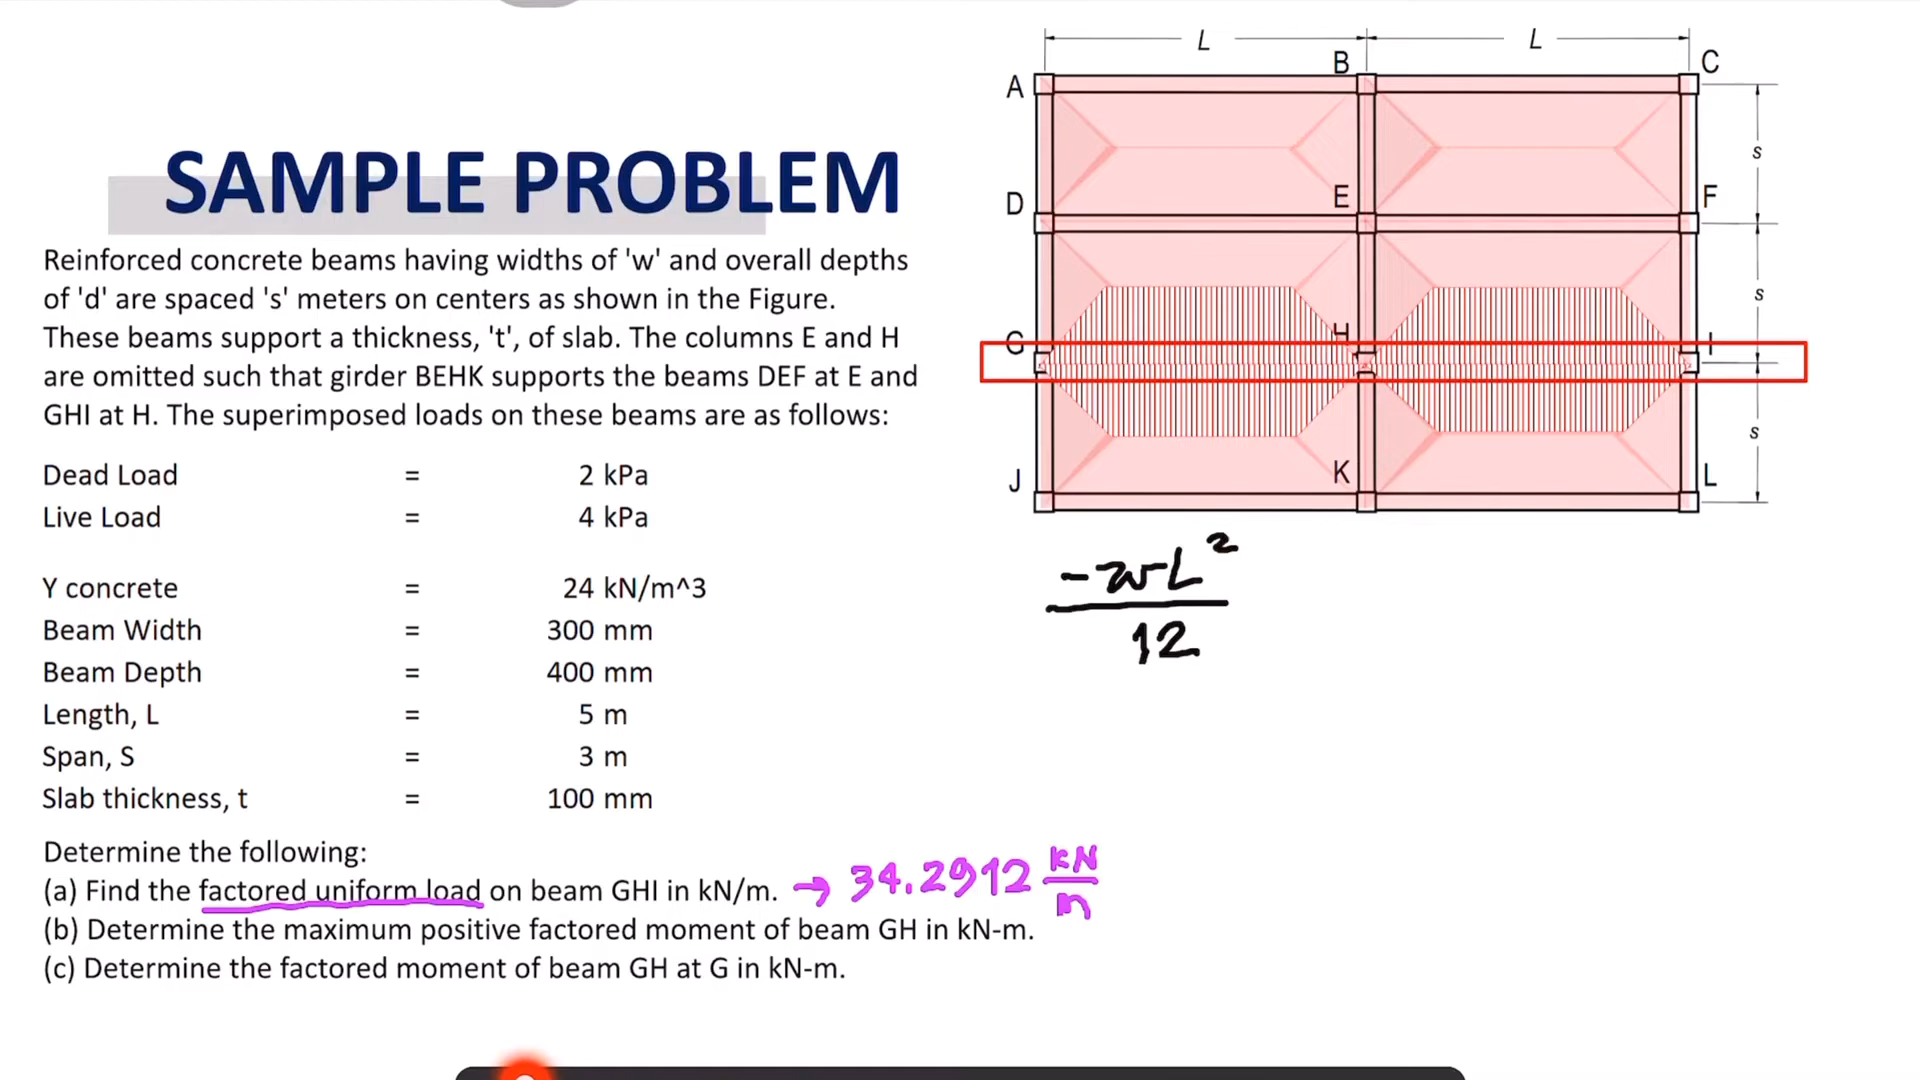 SAMPLE PROBLEM
Reinforced concrete beams having widths of 'w' and overall depths
of 'd' are spaced 's' meters on centers as shown in the Figure.
These beams support a thickness, 't', of slab. The columns E and H
are omitted such that girder BEHK supports the beams DEF at E and
GHI at H. The superimposed loads on these beams are as follows:
Dead Load = 2 kPa
Live Load = 4 kPa
Y concrete = 24 kN/m^3
Beam Width = 300 mm
Beam Depth = 400 mm
Length, L = 5 m
Span, S = 3 m
Slab thickness, t = 100 mm
Determine the following:
(a) Find the factored uniform load on beam GHI in kN/m. → 34.2912 kN/m
(b) Determine the maximum positive factored moment of beam GH in kN-m.
(c) Determine the factored moment of beam GH at G in kN-m.
L L
A B C
s
D E F
s
G H I
s
J K L
-wL²
12